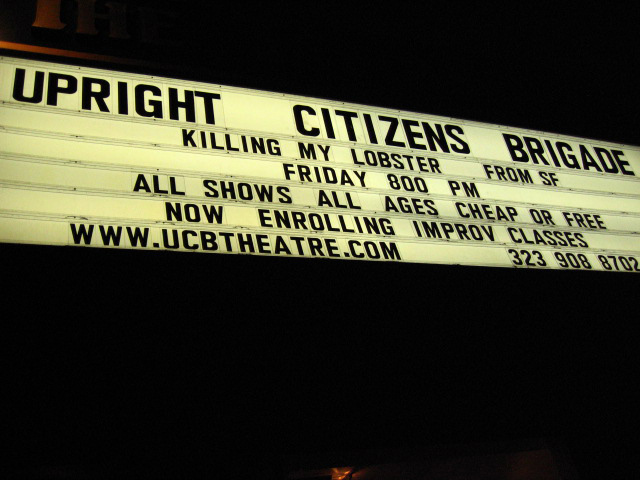 THE
UPRIGHT CITIZENS BRIGADE
KILLING MY LOBSTER FROM SF
FRIDAY 800 PM
ALL SHOWS ALL AGES CHEAP OR FREE
NOW ENROLLING IMPROV CLASSES
WWW.UCBTHEATRE.COM 323 908 8702